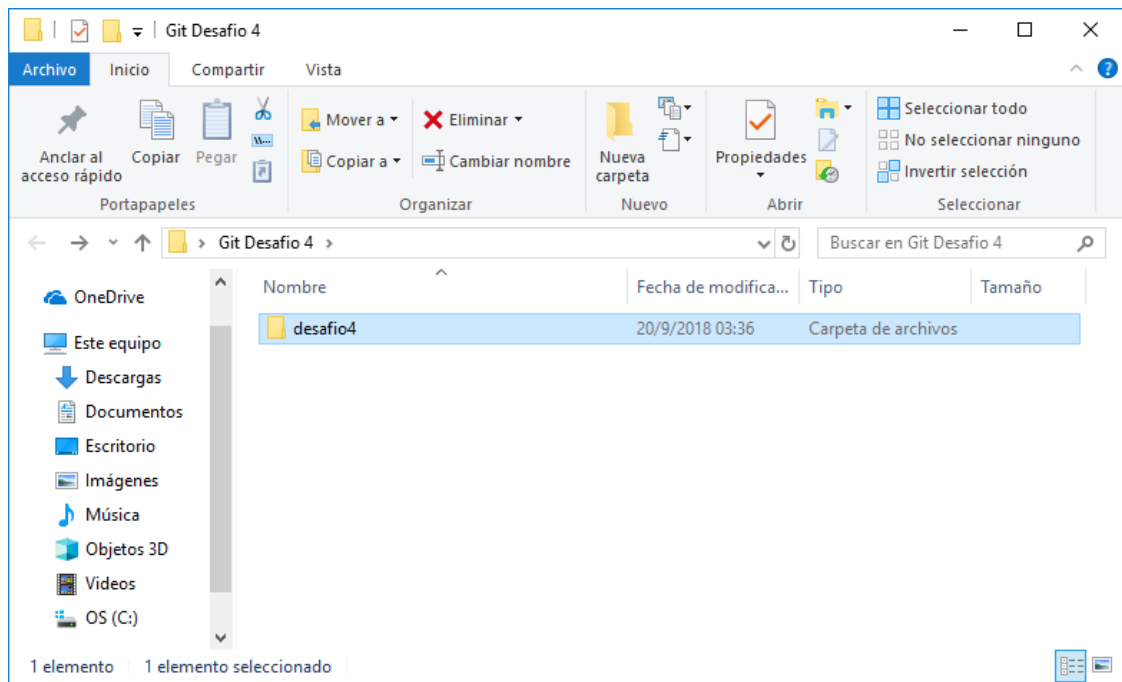 Git Desafio 4
Archivo Inicio Compartir Vista
Anclar al acceso rápido
Copiar
Pegar
Mover a
Copiar a
Eliminar
Cambiar nombre
Nueva carpeta
Propiedades
Seleccionar todo
No seleccionar ninguno
Invertir selección
Portapapeles Organizar Nuevo Abrir Seleccionar
Git Desafio 4
Buscar en Git Desafio 4
Nombre Fecha de modifica... Tipo Tamaño
desafio4 20/9/2018 03:36 Carpeta de archivos
OneDrive
Este equipo
Descargas
Documentos
Escritorio
Imágenes
Música
Objetos 3D
Videos
OS (C:)
1 elemento 1 elemento seleccionado